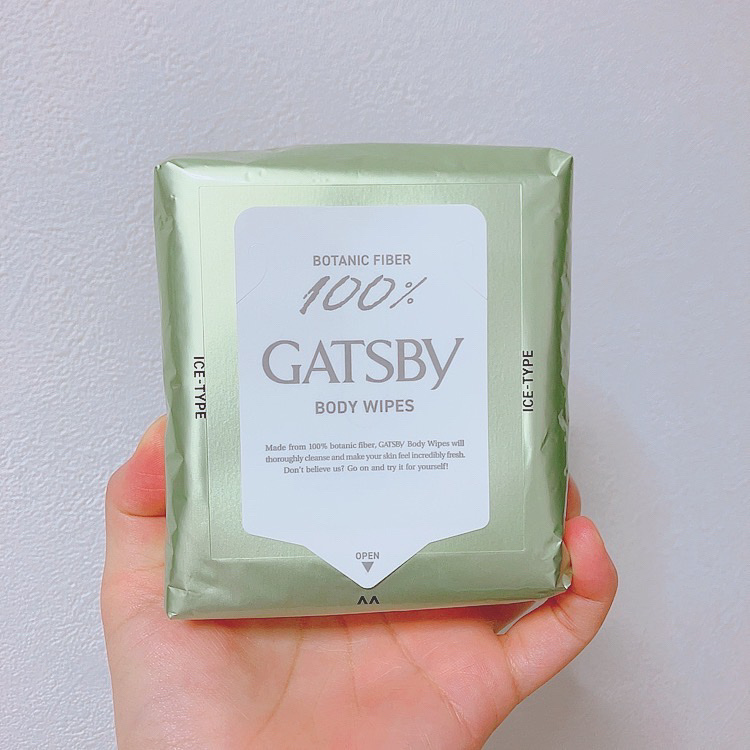 BOTANIC FIBER
100%
GATSBY
BODY WIPES
ICE-TYPE
ICE-TYPE
Made from 100% botanic fiber, GATSBY Body Wipes will
thoroughly cleanse and make your skin feel incredibly fresh.
Don't believe us? Go on and try it for yourself!
OPEN